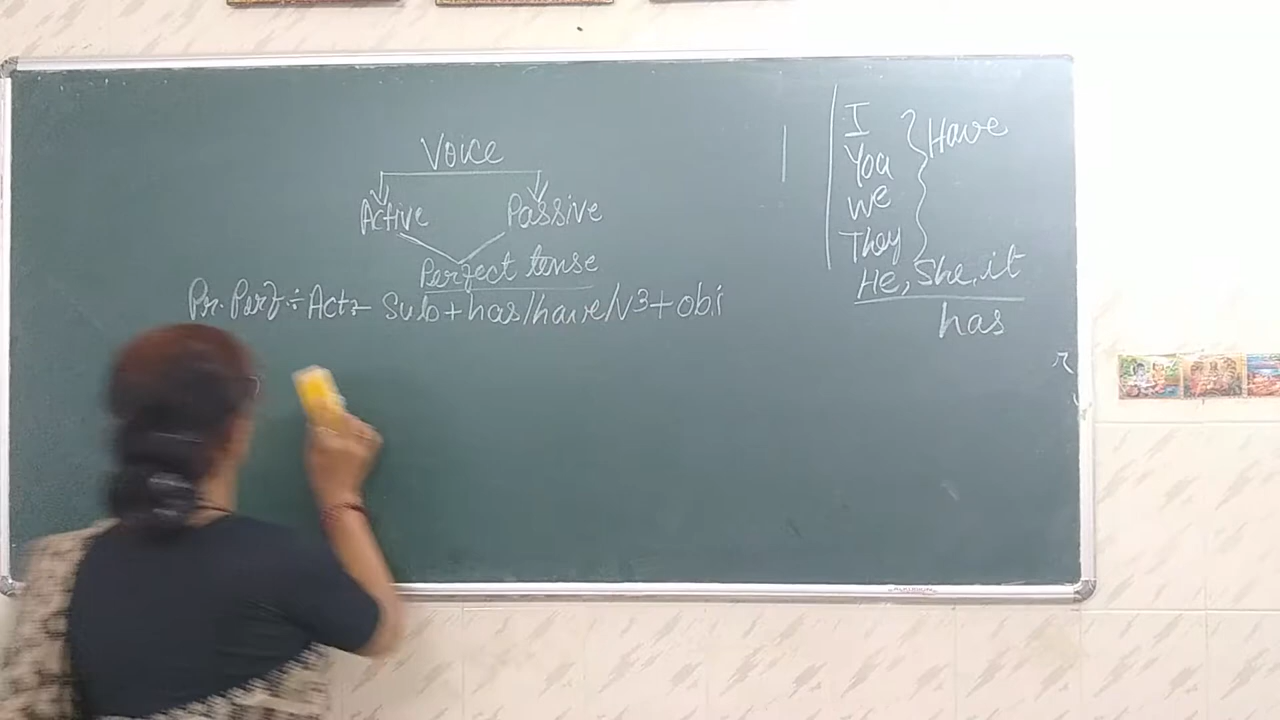 Voice
Active Passive
Perfect tense
Pr. Perf ÷ Act:- Sub + has/have/v3 + obj
I
You
We
They
Have
He, She, it
has